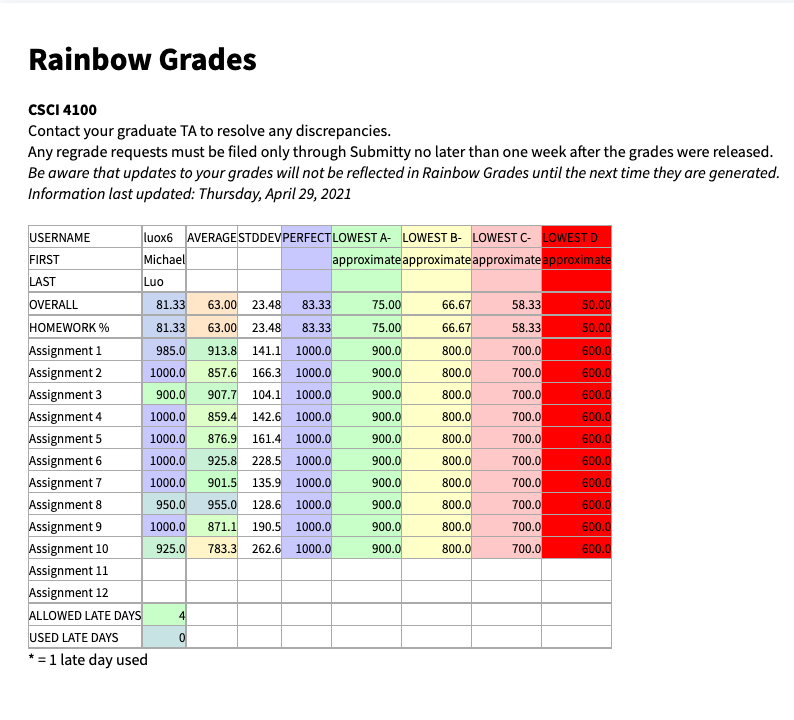 Rainbow Grades
CSCI 4100
Contact your graduate TA to resolve any discrepancies.
Any regrade requests must be filed only through Submitty no later than one week after the grades were released.
Be aware that updates to your grades will not be reflected in Rainbow Grades until the next time they are generated.
Information last updated: Thursday, April 29, 2021
USERNAME luox6 AVERAGE STDDEV PERFECT LOWEST A- LOWEST B- LOWEST C- LOWEST D
FIRST Michael approximate approximate approximate approximate
LAST Luo
OVERALL 81.33 63.00 23.48 83.33 75.00 66.67 58.33 50.00
HOMEWORK % 81.33 63.00 23.48 83.33 75.00 66.67 58.33 50.00
Assignment 1 985.0 913.8 141.1 1000.0 900.0 800.0 700.0 600.0
Assignment 2 1000.0 857.6 166.3 1000.0 900.0 800.0 700.0 600.0
Assignment 3 900.0 907.7 104.1 1000.0 900.0 800.0 700.0 600.0
Assignment 4 1000.0 859.4 142.6 1000.0 900.0 800.0 700.0 600.0
Assignment 5 1000.0 876.9 161.4 1000.0 900.0 800.0 700.0 600.0
Assignment 6 1000.0 925.8 228.5 1000.0 900.0 800.0 700.0 600.0
Assignment 7 1000.0 901.5 135.9 1000.0 900.0 800.0 700.0 600.0
Assignment 8 950.0 955.0 128.6 1000.0 900.0 800.0 700.0 600.0
Assignment 9 1000.0 871.1 190.5 1000.0 900.0 800.0 700.0 600.0
Assignment 10 925.0 783.3 262.6 1000.0 900.0 800.0 700.0 600.0
Assignment 11
Assignment 12
ALLOWED LATE DAYS 4
USED LATE DAYS 0
* = 1 late day used